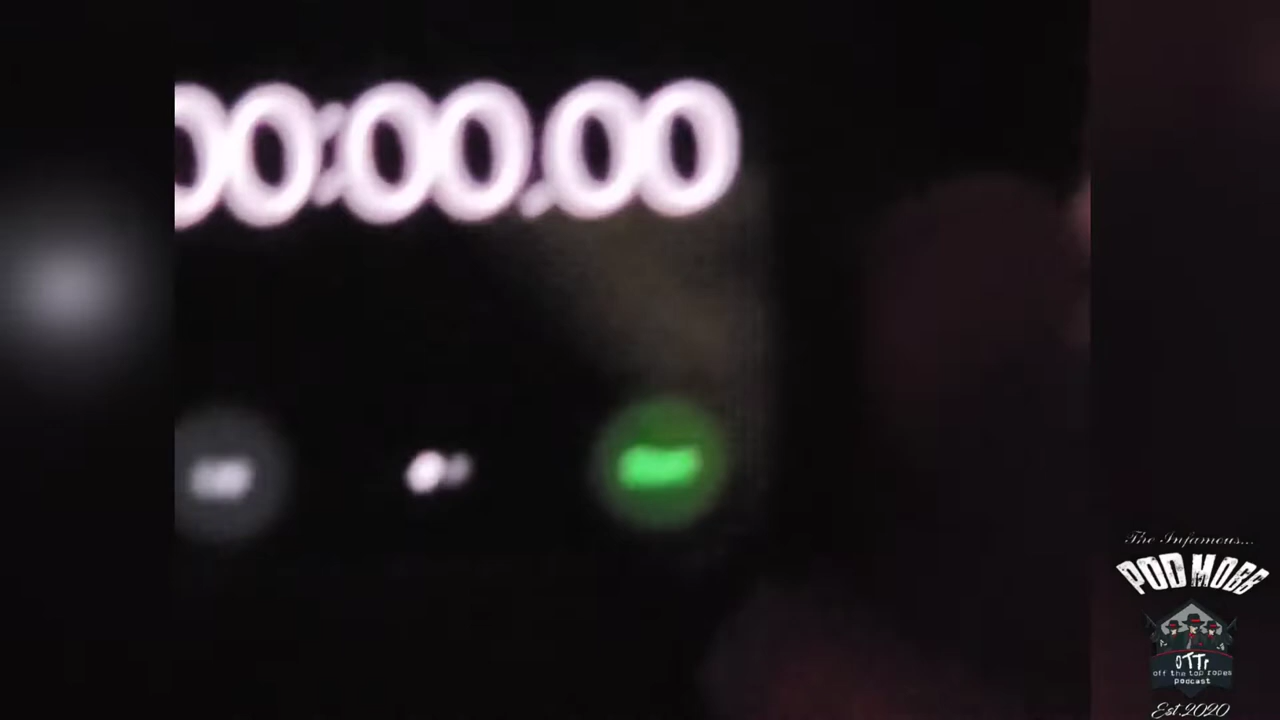 00:00.00
The Infamous...
POD MOBB
OTTr
off the top ropes
podcast
Est.2020